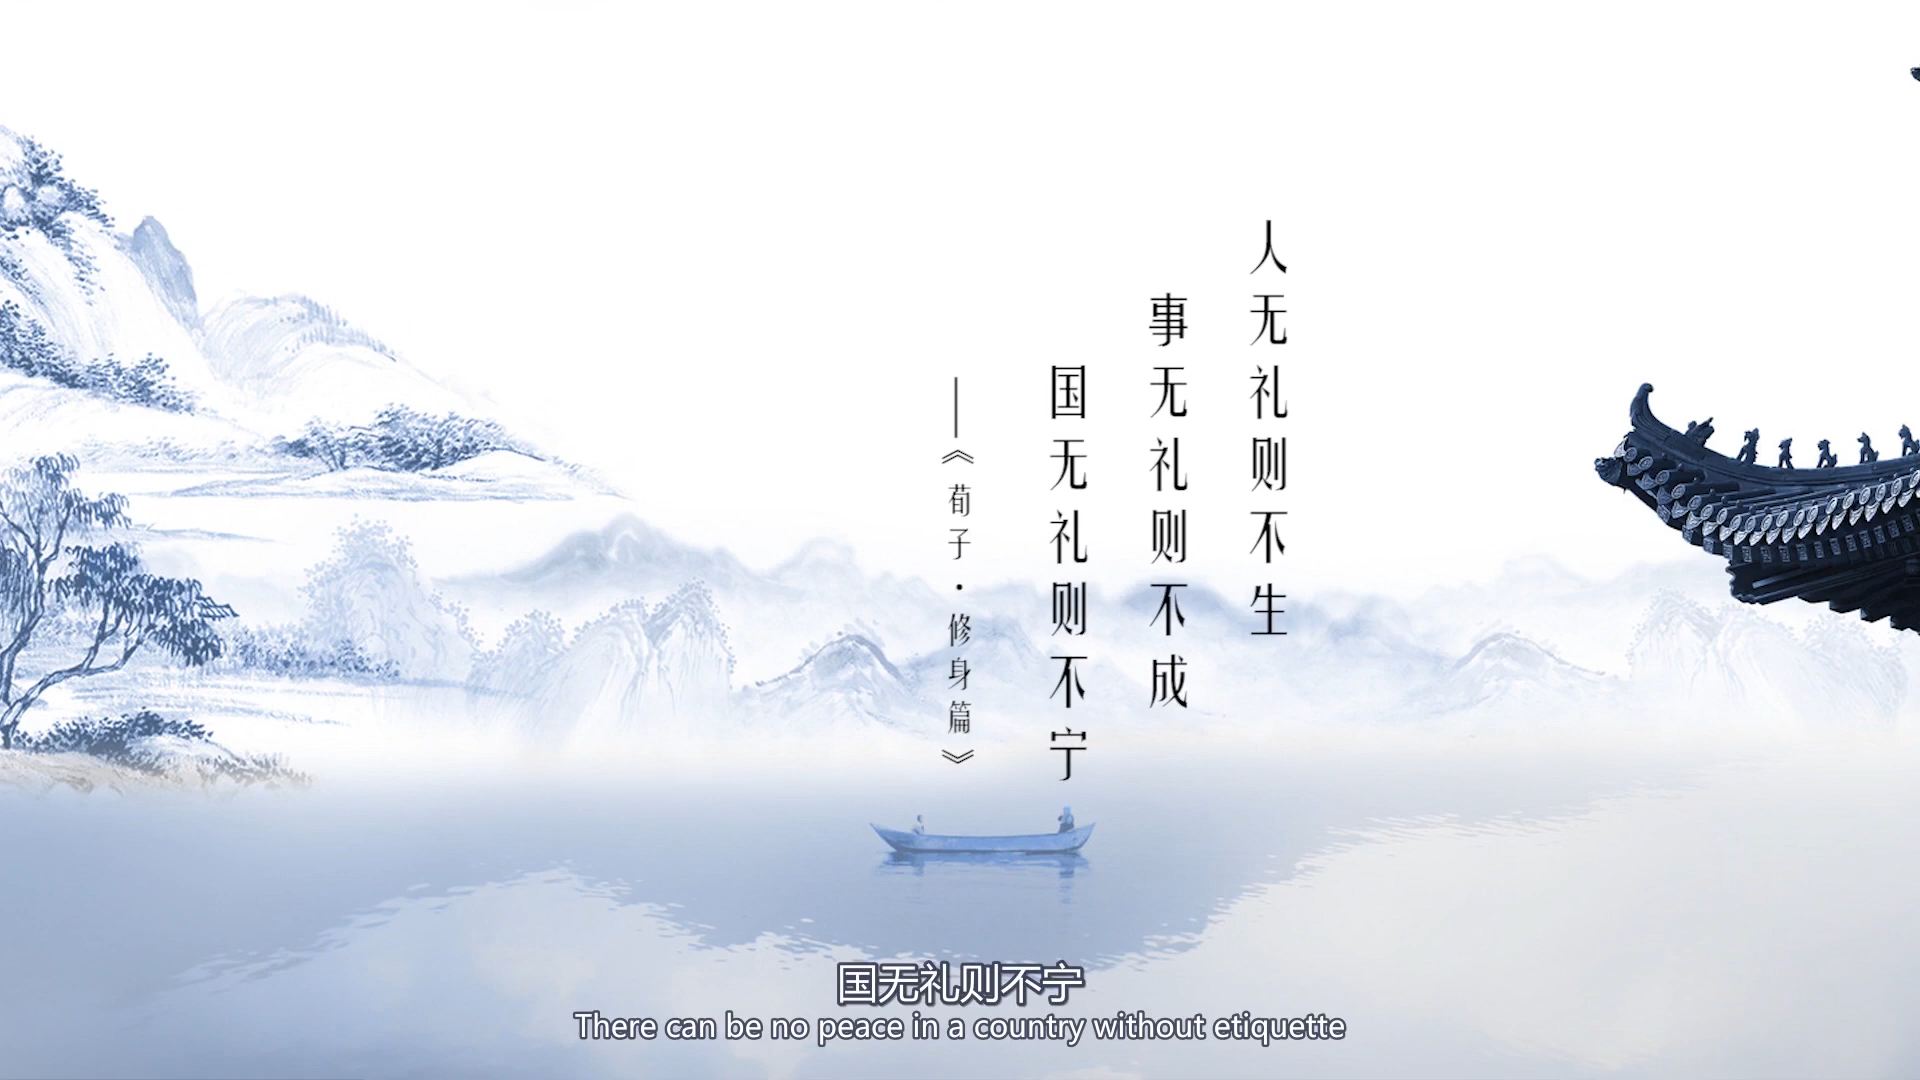 人无礼则不生
事无礼则不成
国无礼则不宁
——《荀子·修身篇》
国无礼则不宁
There can be no peace in a country without etiquette